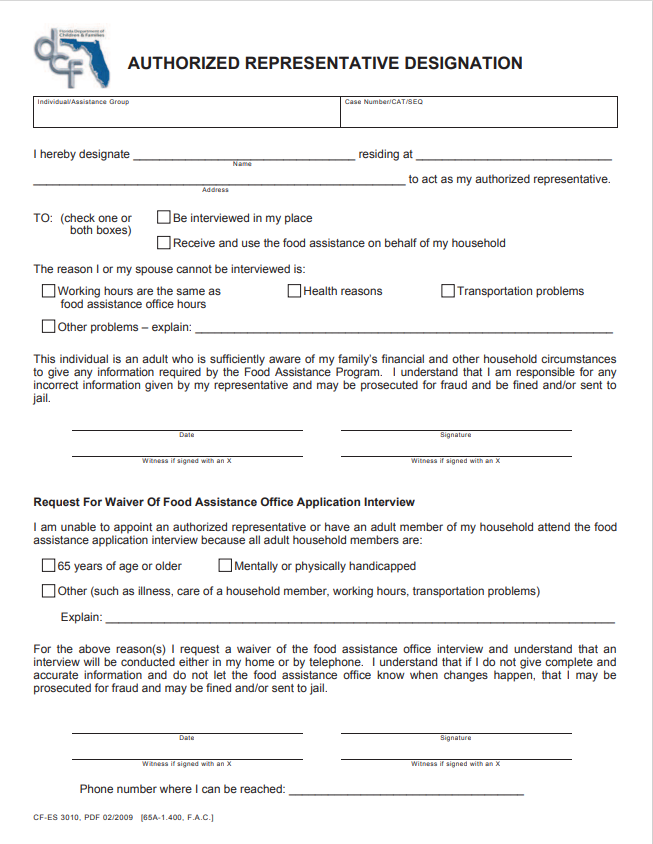 Florida Department of
Children & Families
dcf
AUTHORIZED REPRESENTATIVE DESIGNATION
Individual/Assistance Group Case Number/CAT/SEQ
I hereby designate ___ residing at ___
Name
___ to act as my authorized representative.
Address
TO: (check one or Be interviewed in my place
both boxes)
Receive and use the food assistance on behalf of my household
The reason I or my spouse cannot be interviewed is:
Working hours are the same as Health reasons Transportation problems
food assistance office hours
Other problems – explain: ___
This individual is an adult who is sufficiently aware of my family's financial and other household circumstances
to give any information required by the Food Assistance Program. I understand that I am responsible for any
incorrect information given by my representative and may be prosecuted for fraud and be fined and/or sent to
jail.
Date Signature
Witness if signed with an X Witness if signed with an X
Request For Waiver Of Food Assistance Office Application Interview
I am unable to appoint an authorized representative or have an adult member of my household attend the food
assistance application interview because all adult household members are:
65 years of age or older Mentally or physically handicapped
Other (such as illness, care of a household member, working hours, transportation problems)
Explain: ___
For the above reason(s) I request a waiver of the food assistance office interview and understand that an
interview will be conducted either in my home or by telephone. I understand that if I do not give complete and
accurate information and do not let the food assistance office know when changes happen, that I may be
prosecuted for fraud and may be fined and/or sent to jail.
Date Signature
Witness if signed with an X Witness if signed with an X
Phone number where I can be reached: ___
CF-ES 3010, PDF 02/2009 [65A-1.400, F.A.C.]